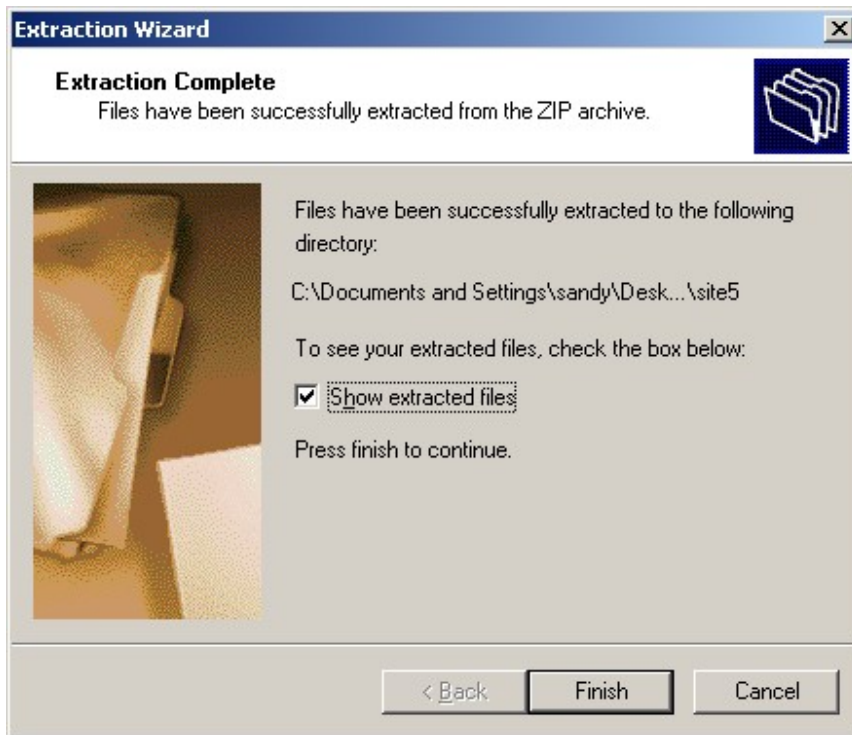 Extraction Wizard
Extraction Complete
Files have been successfully extracted from the ZIP archive.
Files have been successfully extracted to the following
directory:
C:\Documents and Settings\sandy\Desk...\site5
To see your extracted files, check the box below:
Show extracted files
Press finish to continue.
< Back
Finish
Cancel